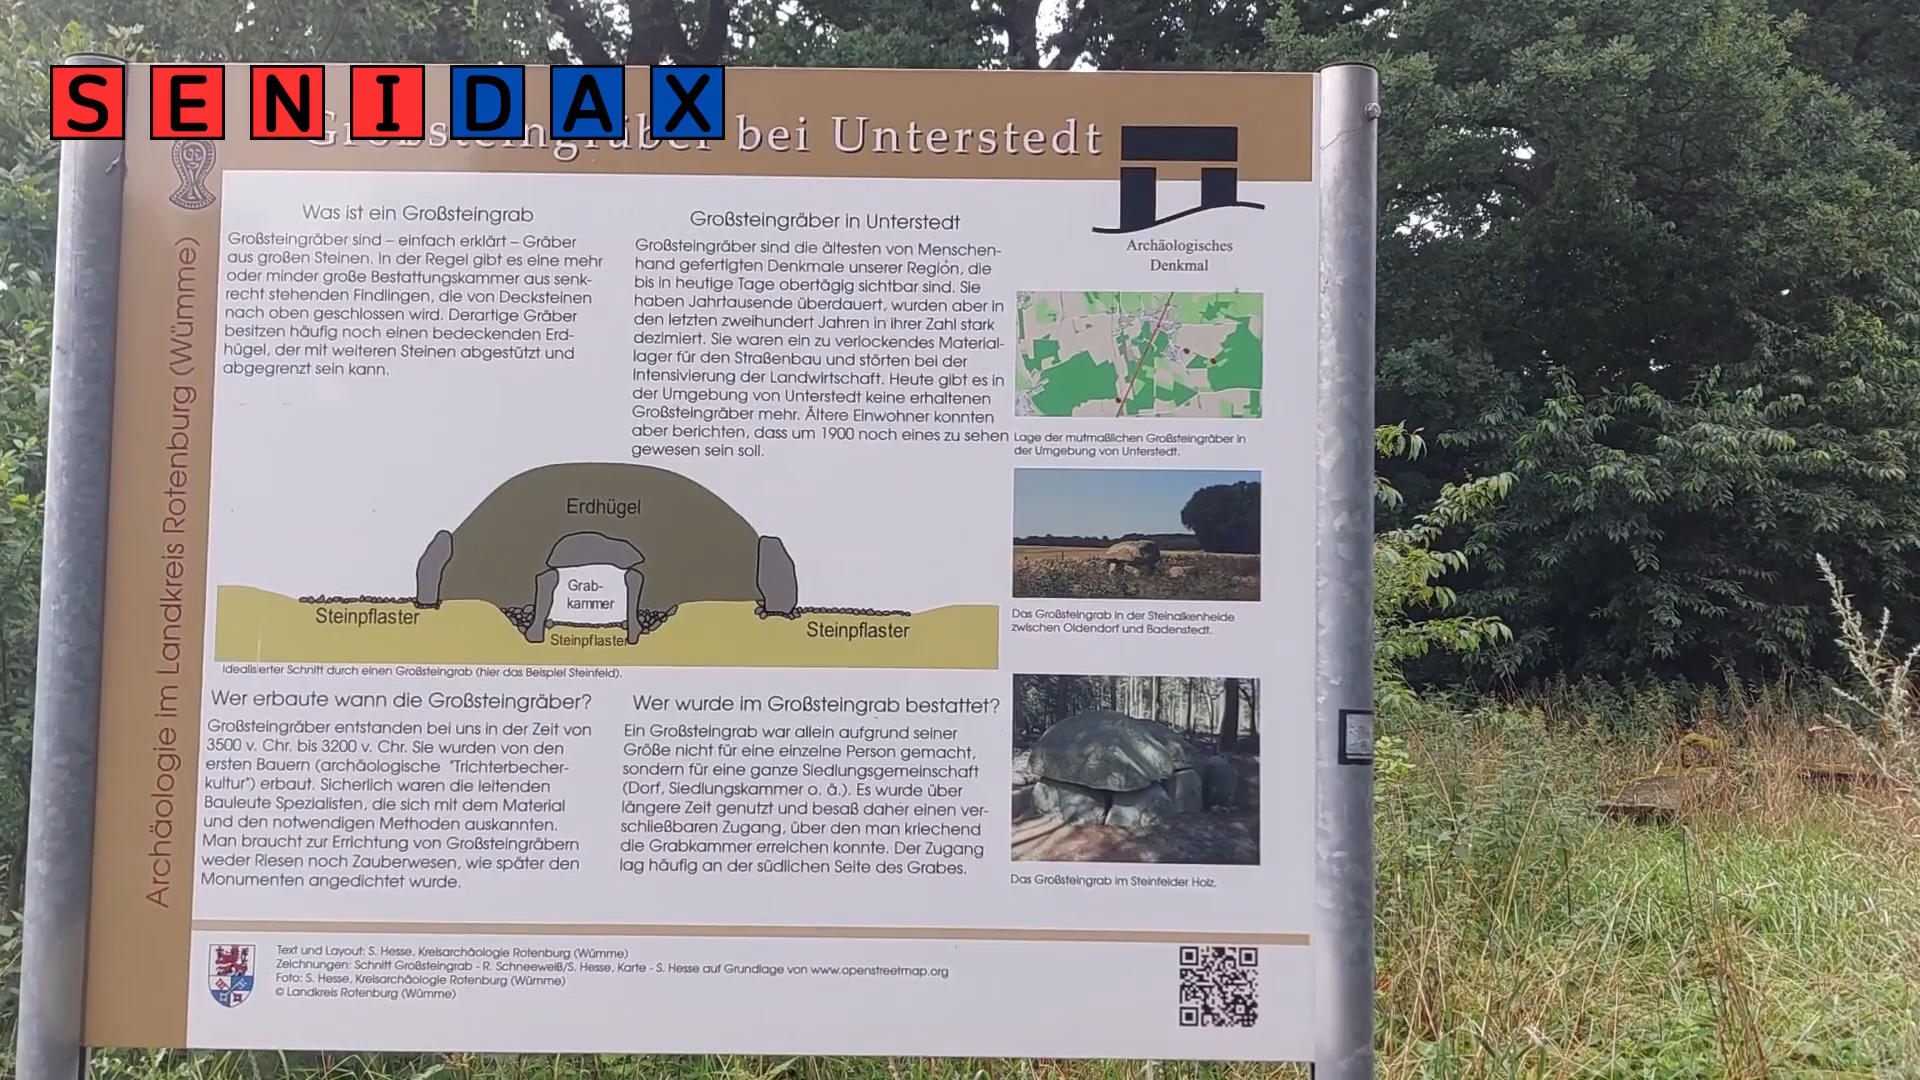 SENIDAX
Großsteingräber bei Unterstedt
Archäologie im Landkreis Rotenburg (Wümme)
Was ist ein Großsteingrab
Großsteingräber sind – einfach erklärt – Gräber
aus großen Steinen. In der Regel gibt es eine mehr
oder minder große Bestattungskammer aus senk-
recht stehenden Findlingen, die von Decksteinen
nach oben geschlossen wird. Derartige Gräber
besitzen häufig noch einen bedeckenden Erd-
hügel, der mit weiteren Steinen abgestützt und
abgegrenzt sein kann.
Großsteingräber in Unterstedt
Großsteingräber sind die ältesten von Menschen-
hand gefertigten Denkmale unserer Region, die
bis in heutige Tage obertägig sichtbar sind. Sie
haben Jahrtausende überdauert, wurden aber in
den letzten zweihundert Jahren in ihrer Zahl stark
dezimiert. Sie waren ein zu verlockendes Material-
lager für den Straßenbau und störten bei der
Intensivierung der Landwirtschaft. Heute gibt es in
der Umgebung von Unterstedt keine erhaltenen
Großsteingräber mehr. Ältere Einwohner konnten
aber berichten, dass um 1900 noch eines zu sehen
gewesen sein soll.
Archäologisches
Denkmal
Lage der mutmaßlichen Großsteingräber in
der Umgebung von Unterstedt.
Erdhügel
Grab-
kammer
Steinpflaster
Steinpflaster
Steinpflaster
Idealisierter Schnitt durch einen Großsteingrab (hier das Beispiel Steinfeld).
Das Großsteingrab in der Steinalkenheide
zwischen Oldendorf und Badenstedt.
Wer erbaute wann die Großsteingräber?
Großsteingräber entstanden bei uns in der Zeit von
3500 v. Chr. bis 3200 v. Chr. Sie wurden von den
ersten Bauern (archäologische "Trichterbecher-
kultur") erbaut. Sicherlich waren die leitenden
Bauleute Spezialisten, die sich mit dem Material
und den notwendigen Methoden auskannten.
Man braucht zur Errichtung von Großsteingräbern
weder Riesen noch Zauberwesen, wie später den
Monumenten angedichtet wurde.
Wer wurde im Großsteingrab bestattet?
Ein Großsteingrab war allein aufgrund seiner
Größe nicht für eine einzelne Person gemacht,
sondern für eine ganze Siedlungsgemeinschaft
(Dorf, Siedlungskammer o. ä.). Es wurde über
längere Zeit genutzt und besaß daher einen ver-
schließbaren Zugang, über den man kriechend
die Grabkammer erreichen konnte. Der Zugang
lag häufig an der südlichen Seite des Grabes.
Das Großsteingrab im Steinfelder Holz.
Text und Layout: S. Hesse, Kreisarchäologie Rotenburg (Wümme)
Zeichnungen: Schnitt Großsteingrab - R. Schneeweiß/S. Hesse, Karte - S. Hesse auf Grundlage von www.openstreetmap.org
Foto: S. Hesse, Kreisarchäologie Rotenburg (Wümme)
© Landkreis Rotenburg (Wümme)